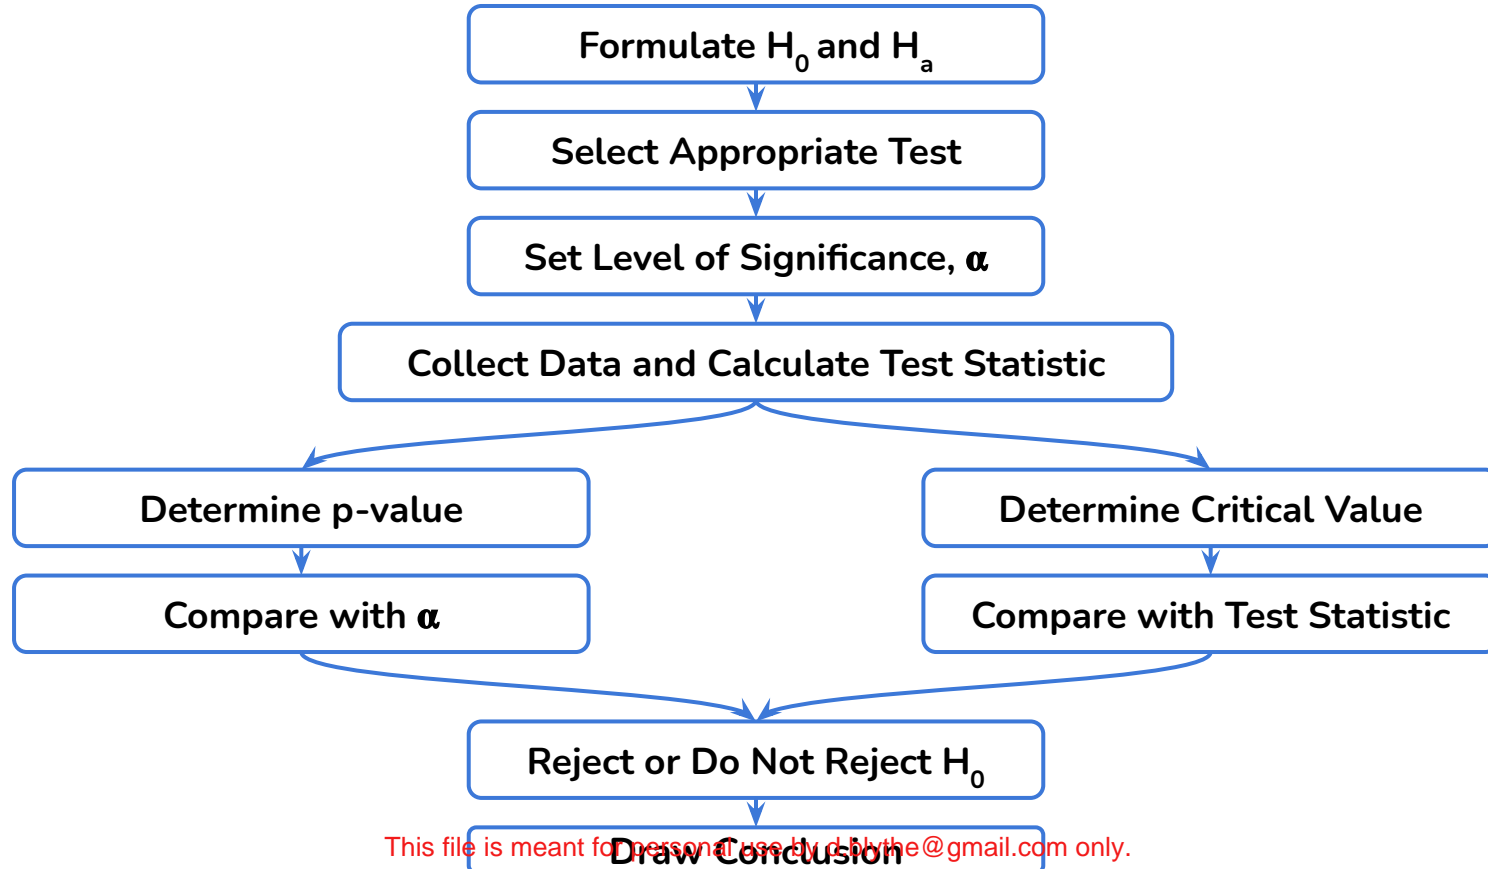 Formulate H₀ and Hₐ
Select Appropriate Test
Set Level of Significance, α
Collect Data and Calculate Test Statistic
Determine p-value
Determine Critical Value
Compare with α
Compare with Test Statistic
Reject or Do Not Reject H₀
Draw Conclusion
This file is meant for personal use by d.blythe@gmail.com only.